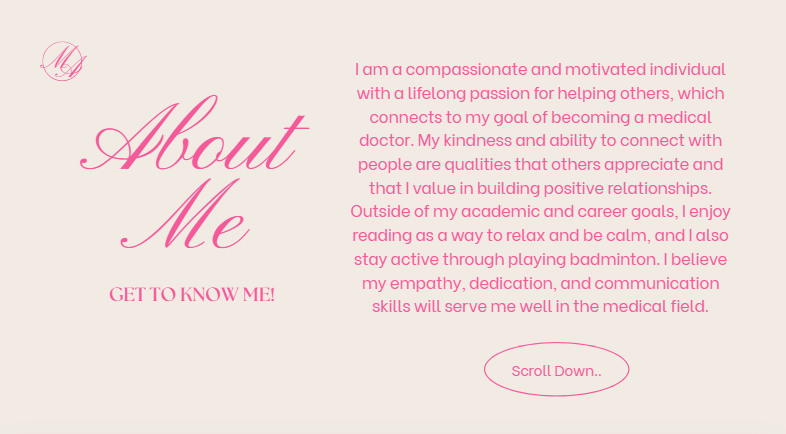 MA
About
Me
GET TO KNOW ME!
I am a compassionate and motivated individual
with a lifelong passion for helping others, which
connects to my goal of becoming a medical
doctor. My kindness and ability to connect with
people are qualities that others appreciate and
that I value in building positive relationships.
Outside of my academic and career goals, I enjoy
reading as a way to relax and be calm, and I also
stay active through playing badminton. I believe
my empathy, dedication, and communication
skills will serve me well in the medical field.
Scroll Down..